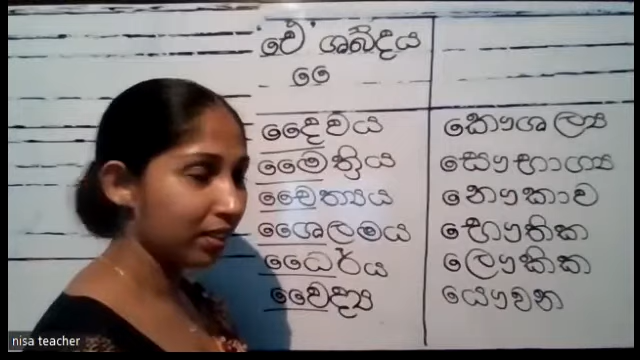 'ඓ' ශබ්දය
ෛ
දෛවය කෞශල්‍ය
මෛත්‍රිය සෞභාග්‍ය
චෛත්‍යය නෞකාව
ශෛලමය භෞතික
ධෛර්ය ලෞකික
වෛද්‍ය යෞවන
nisa teacher